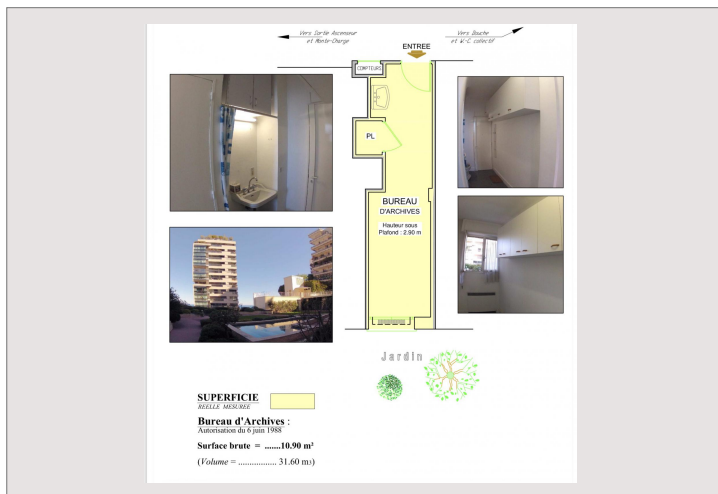 Vers Sortie Ascenseur
et Monte-Charge
Vers Douche
et W.-C. collectif
ENTREE
COMPTEURS
PL
BUREAU
D'ARCHIVES
Hauteur sous
Plafond : 2.90 m
Jardin
SUPERFICIE
REELLE MESUREE
Bureau d'Archives :
Autorisation du 6 juin 1988
Surface brute = .......10.90 m²
(Volume = ................. 31.60 m3)